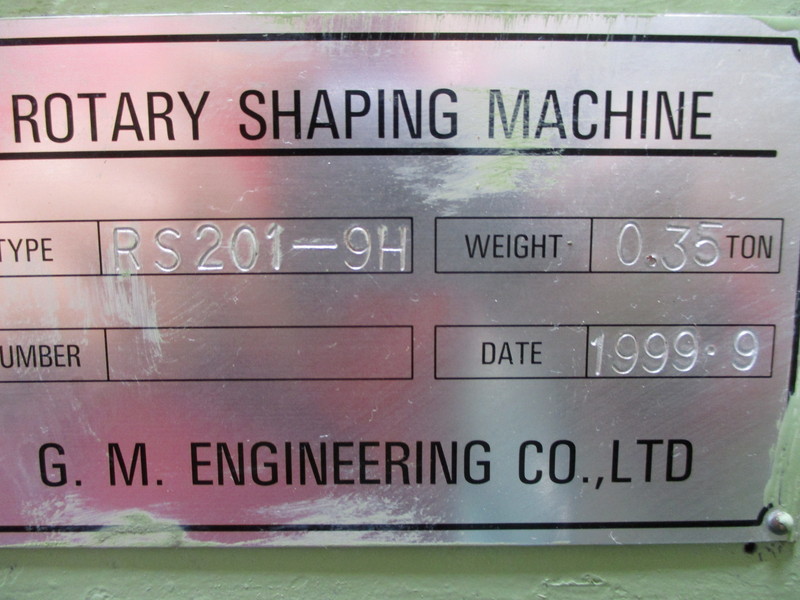 ROTARY SHAPING MACHINE
TYPE RS201-9H WEIGHT 0.35 TON
UMBER DATE 1999.9
G. M. ENGINEERING CO.,LTD